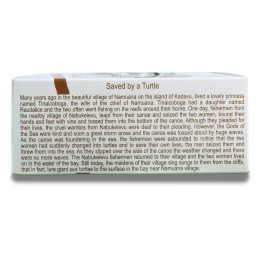 Saved by a Turtle
Many years ago in the beautiful village of Namuana on the island of Kadavu, lived a lovely princess
named Tinaicoboga, the wife of the chief of Namuana. Tinaicoboga had a daughter named
Raudalice and the two often went fishing on the reefs around their home. One day, fishermen from
the nearby village of Nabukelevu, leapt from their canoe and seized the two women, bound their
hands and feet with vine and tossed them into the bottom of the canoe. Although they pleaded for
their lives, the cruel warriors from Nabukelevu were deaf to their pleading. However, the Gods of
the Sea were kind and soon a great storm arose and the canoe was tossed about by huge waves.
As the canoe was foundering in the sea, the fishermen were astounded to notice the two
women had suddenly changed into turtles and to save their own lives, the men seized them and
threw them into the sea. As they slipped over the side of the canoe the weather changed and there
were no more waves. The Nabukelevu fishermen returned to their village and the two women lived
on in the water of the bay. Still today, the maidens of their village sing songs to them from the cliffs,
that in fact, lure giant sea turtles to the surface in the bay near Namuana village.